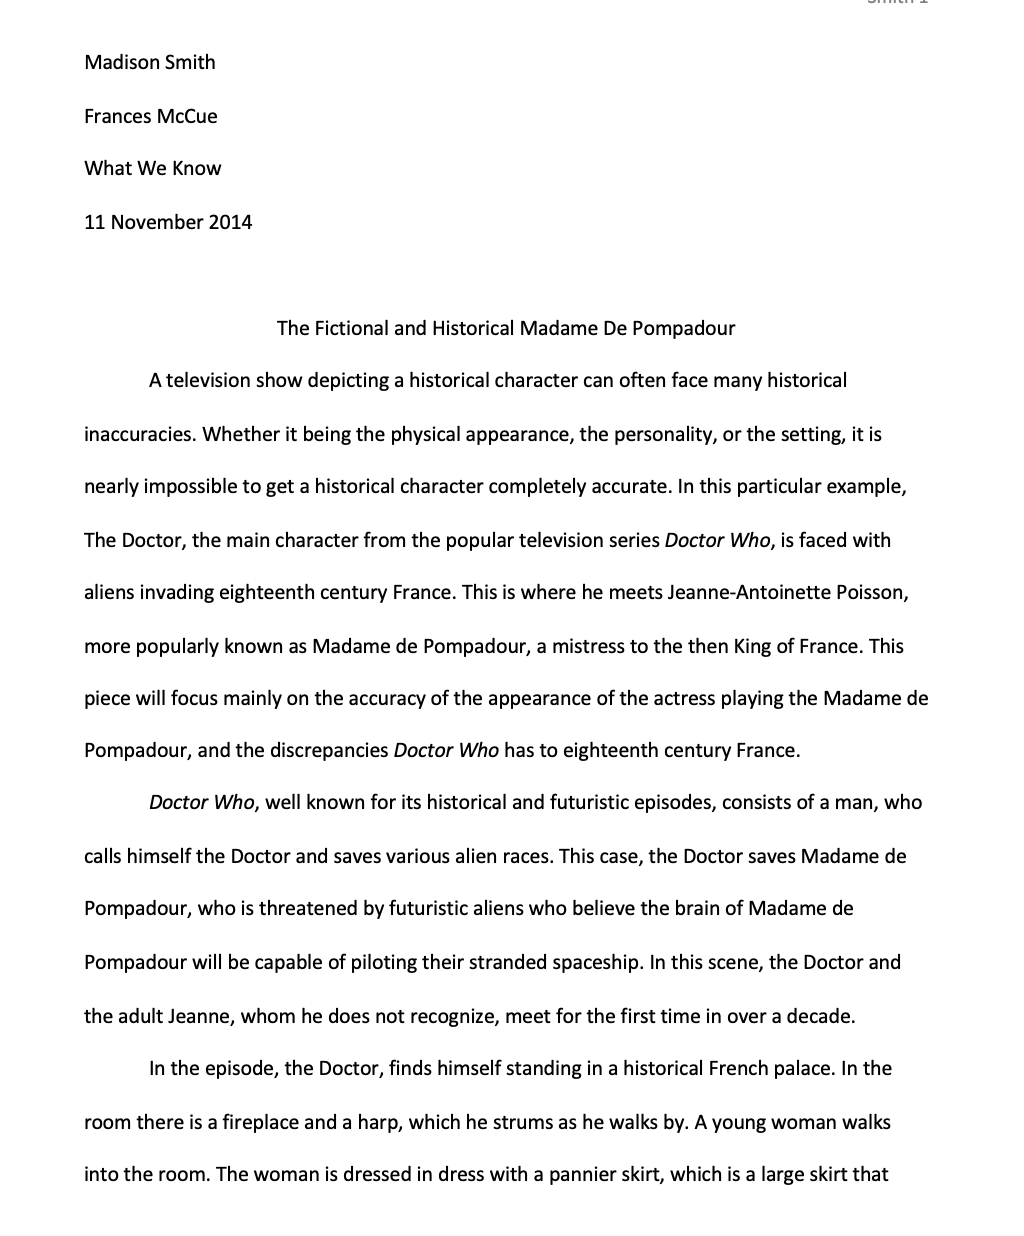 Madison Smith
Frances McCue
What We Know
11 November 2014
The Fictional and Historical Madame De Pompadour
A television show depicting a historical character can often face many historical
inaccuracies. Whether it being the physical appearance, the personality, or the setting, it is
nearly impossible to get a historical character completely accurate. In this particular example,
The Doctor, the main character from the popular television series Doctor Who, is faced with
aliens invading eighteenth century France. This is where he meets Jeanne-Antoinette Poisson,
more popularly known as Madame de Pompadour, a mistress to the then King of France. This
piece will focus mainly on the accuracy of the appearance of the actress playing the Madame de
Pompadour, and the discrepancies Doctor Who has to eighteenth century France.
Doctor Who, well known for its historical and futuristic episodes, consists of a man, who
calls himself the Doctor and saves various alien races. This case, the Doctor saves Madame de
Pompadour, who is threatened by futuristic aliens who believe the brain of Madame de
Pompadour will be capable of piloting their stranded spaceship. In this scene, the Doctor and
the adult Jeanne, whom he does not recognize, meet for the first time in over a decade.
In the episode, the Doctor, finds himself standing in a historical French palace. In the
room there is a fireplace and a harp, which he strums as he walks by. A young woman walks
into the room. The woman is dressed in dress with a pannier skirt, which is a large skirt that